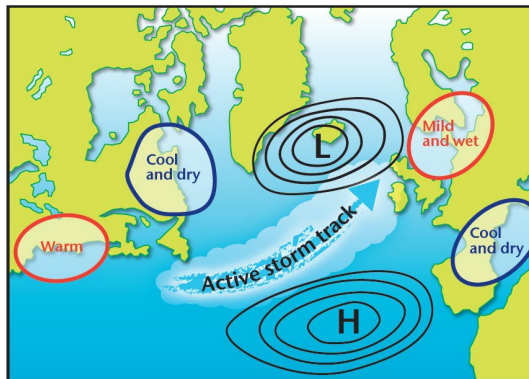 L
Mild
and wet
Cool
and dry
Warm
Active storm track
Cool
and dry
H